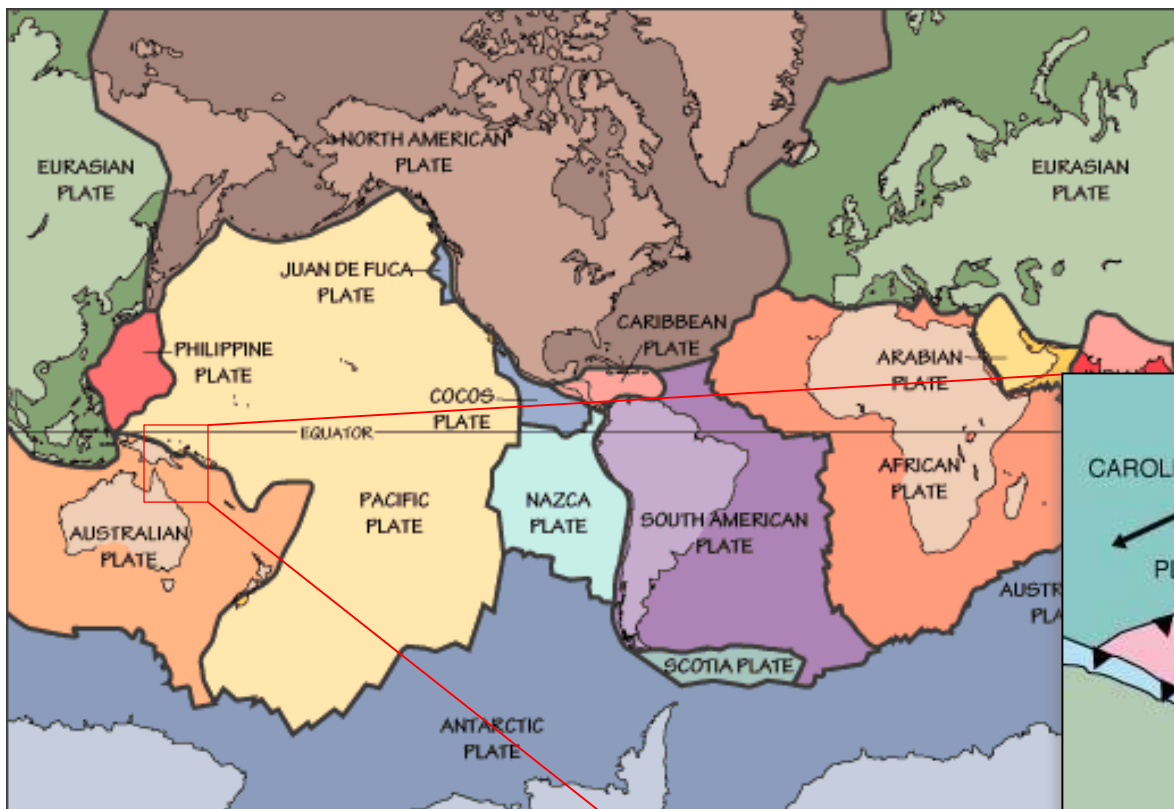 NORTH AMERICAN
PLATE
EURASIAN
PLATE
EURASIAN
PLATE
JUAN DE FUCA
PLATE
CARIBBEAN
PLATE
PHILIPPINE
PLATE
ARABIAN
PLATE
COCOS
PLATE
EQUATOR
AFRICAN
PLATE
PACIFIC
PLATE
NAZCA
PLATE
SOUTH AMERICAN
PLATE
AUSTRALIAN
PLATE
SCOTIA PLATE
ANTARCTIC
PLATE